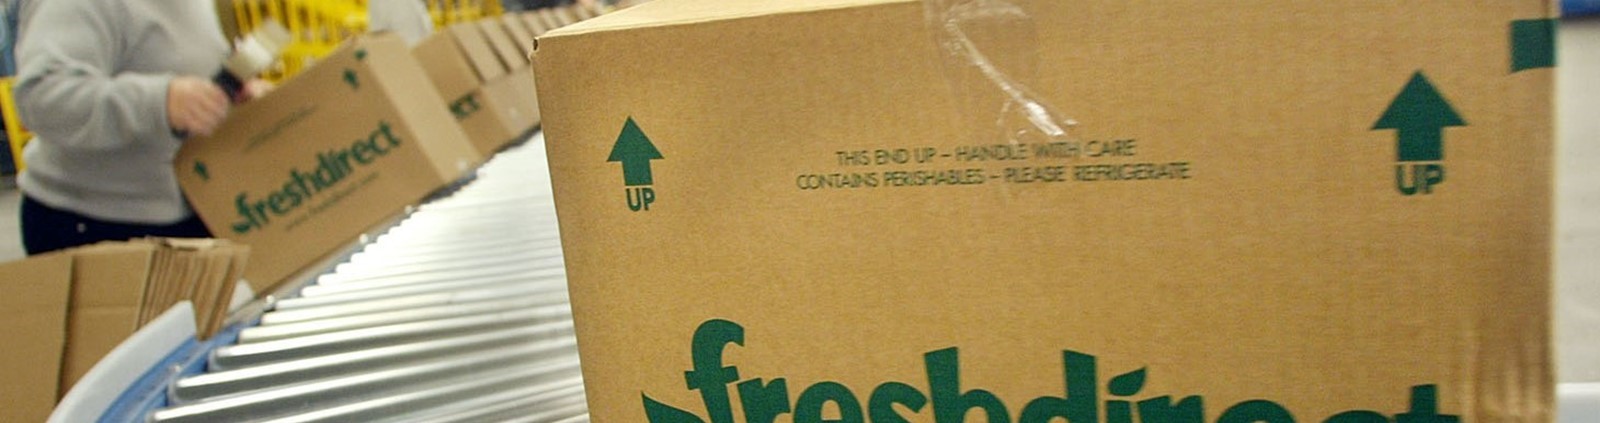 UP
THIS END UP – HANDLE WITH CARE
CONTAINS PERISHABLES – PLEASE REFRIGERATE
UP
freshdirect
freshdirect